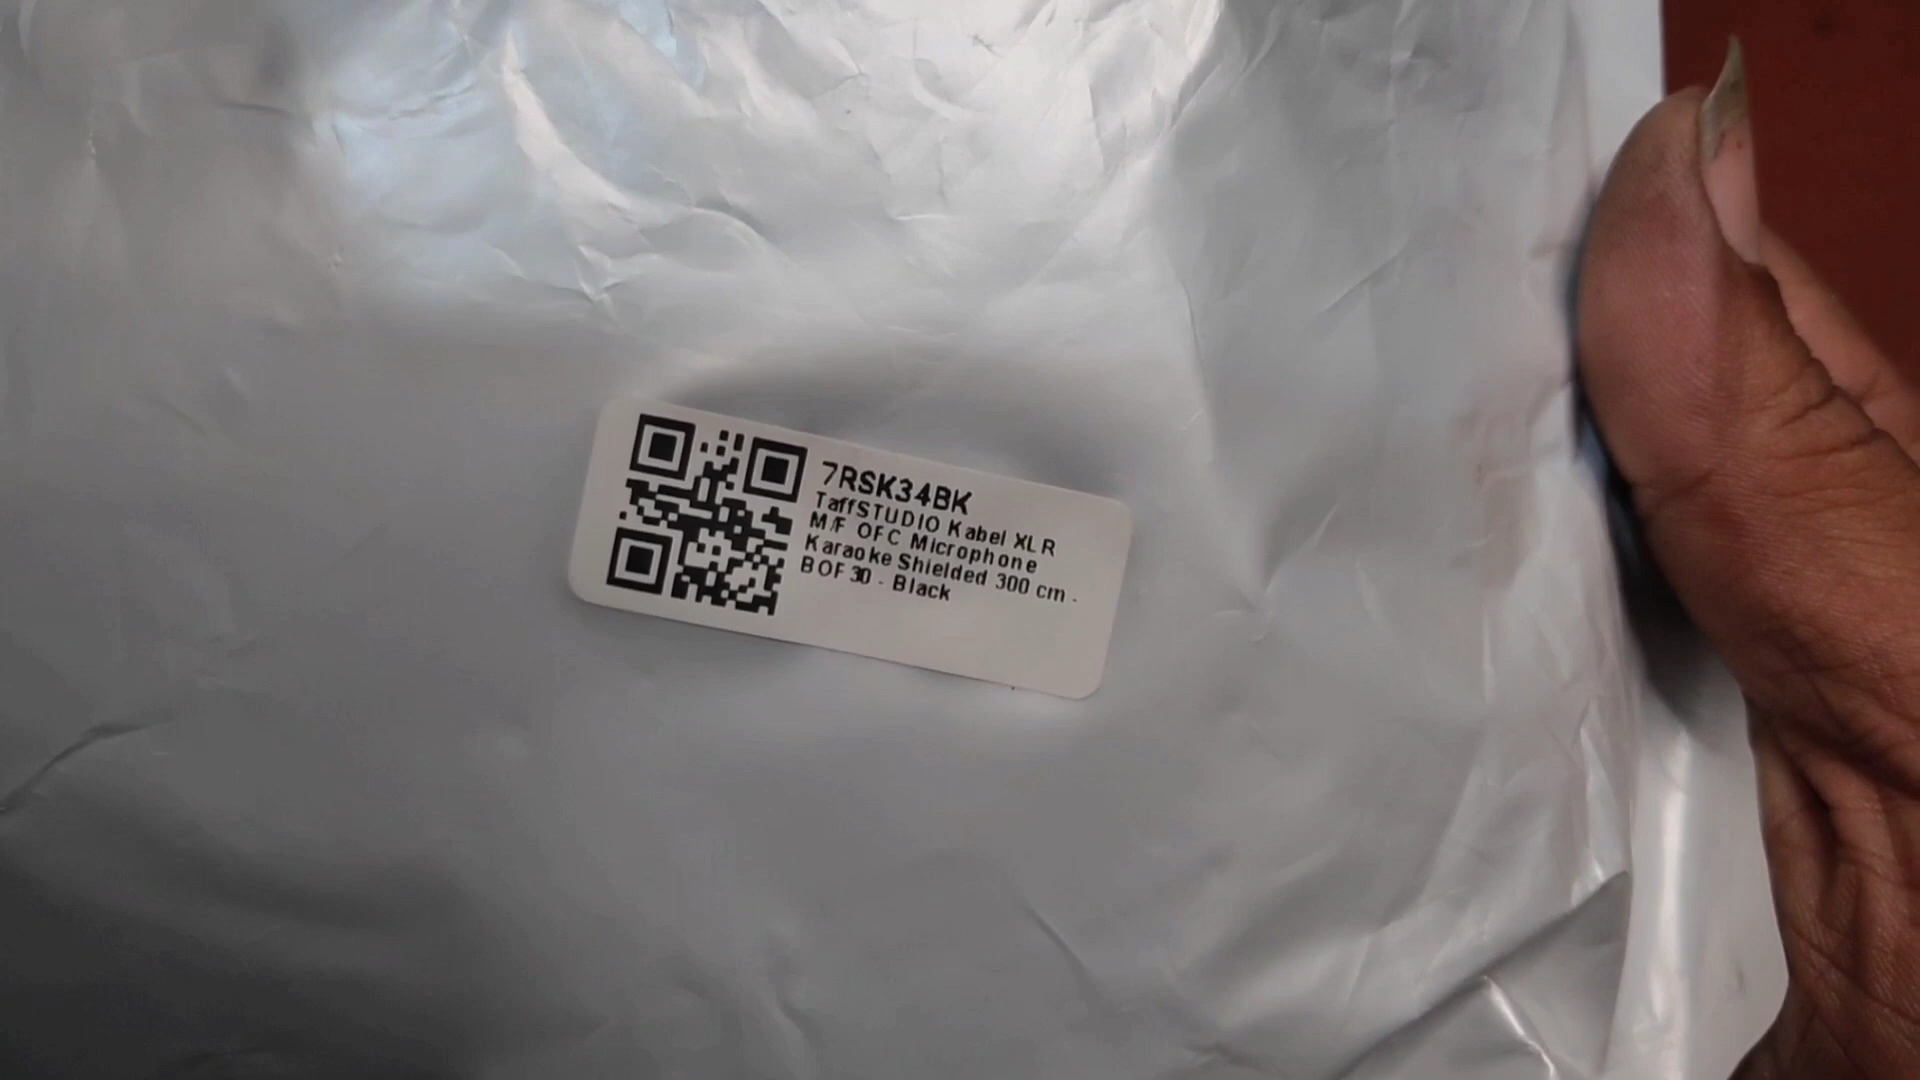 7RSK34BK
TaffSTUDIO Kabel XLR
M/F OFC Microphone
Karaoke Shielded 300 cm -
BOF30 - Black